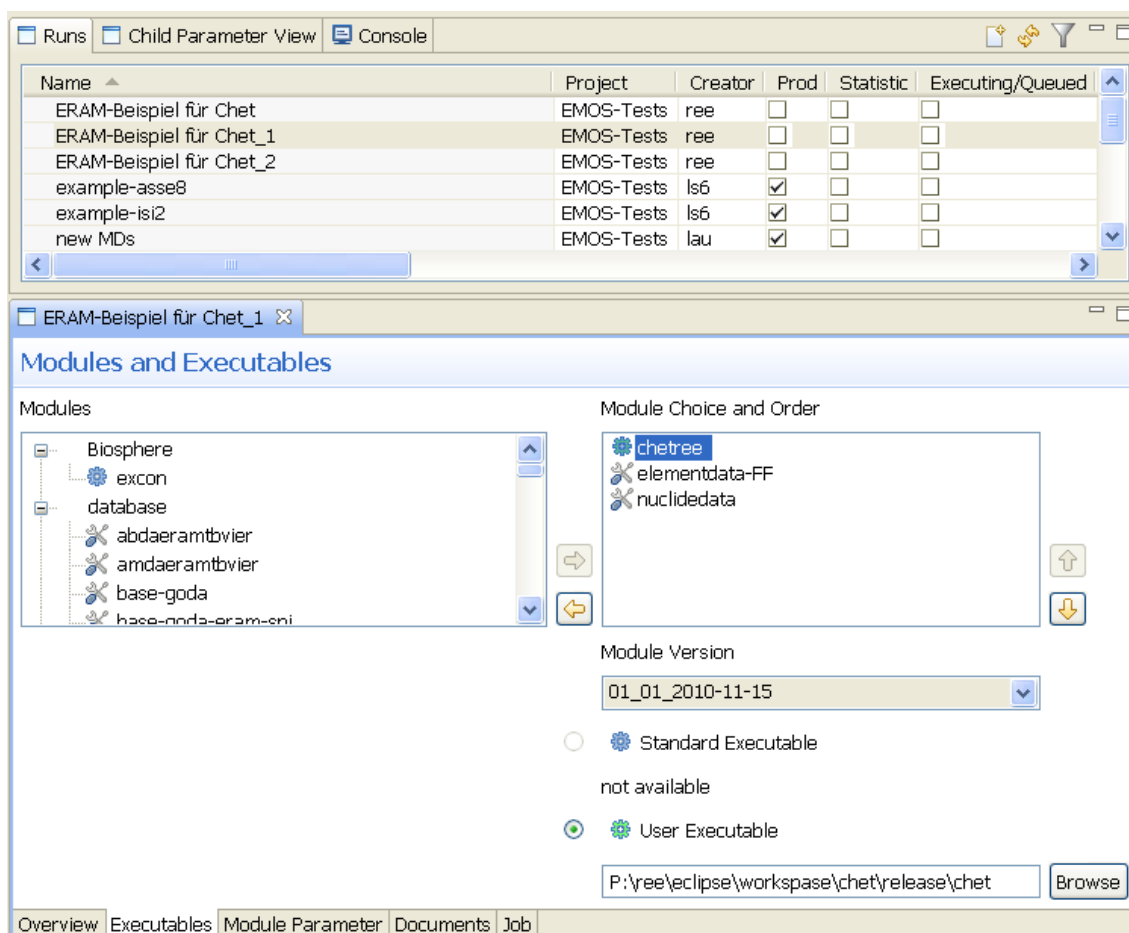 Runs Child Parameter View Console
Name Project Creator Prod Statistic Executing/Queued
ERAM-Beispiel für Chet EMOS-Tests ree
ERAM-Beispiel für Chet_1 EMOS-Tests ree
ERAM-Beispiel für Chet_2 EMOS-Tests ree
example-asse8 EMOS-Tests ls6
example-isi2 EMOS-Tests ls6
new MDs EMOS-Tests lau
ERAM-Beispiel für Chet_1
Modules and Executables
Modules
Biosphere
excon
database
abdaeramtbvier
amdaeramtbvier
base-goda
base-goda-eram-spi
Module Choice and Order
chetree
elementdata-FF
nuclidedata
Module Version
01_01_2010-11-15
Standard Executable
not available
User Executable
P:\ree\eclipse\workspase\chet\release\chet Browse
Overview Executables Module Parameter Documents Job